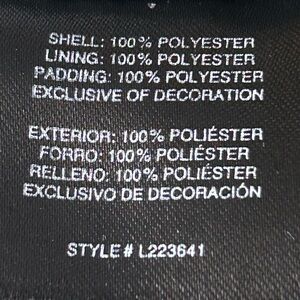 SHELL: 100% POLYESTER
LINING: 100% POLYESTER
PADDING: 100% POLYESTER
EXCLUSIVE OF DECORATION
EXTERIOR: 100% POLIÉSTER
FORRO: 100% POLIÉSTER
RELLENO: 100% POLIÉSTER
EXCLUSIVO DE DECORACIÓN
STYLE# L223641